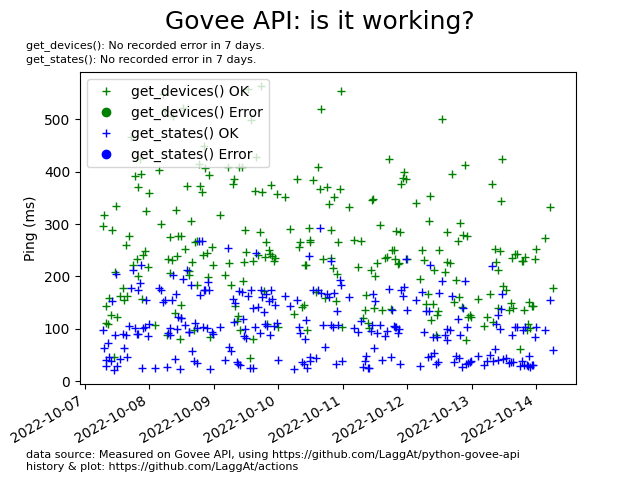 Govee API: is it working?
get_devices(): No recorded error in 7 days.
get_states(): No recorded error in 7 days.
get_devices() OK
get_devices() Error
get_states() OK
get_states() Error
Ping (ms)
500
400
300
200
100
0
2022-10-07
2022-10-08
2022-10-09
2022-10-10
2022-10-11
2022-10-12
2022-10-13
2022-10-14
data source: Measured on Govee API, using https://github.com/LaggAt/python-govee-api
history & plot: https://github.com/LaggAt/actions